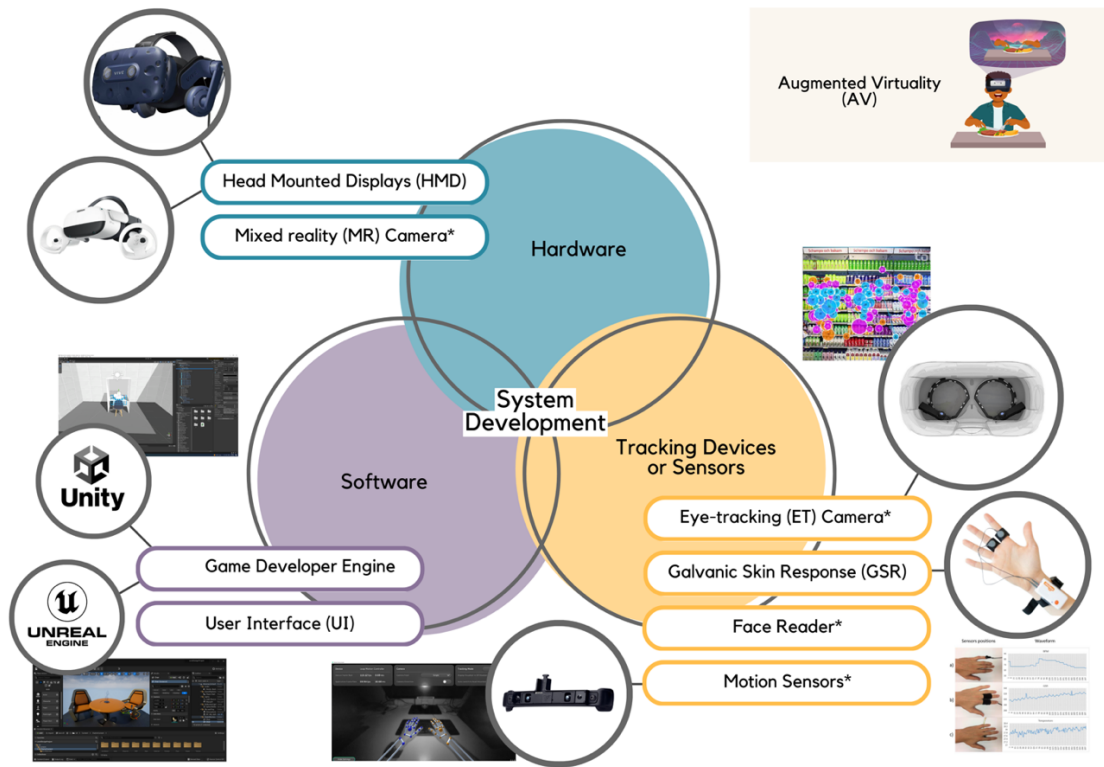 Augmented Virtuality
(AV)
Head Mounted Displays (HMD)
Mixed reality (MR) Camera*
Hardware
System
Development
Tracking Devices
or Sensors
Software
Unity
Eye-tracking (ET) Camera*
Game Developer Engine
Galvanic Skin Response (GSR)
UNREAL
ENGINE
User Interface (UI)
Face Reader*
Motion Sensors*
Sensors positions
Waveform
a)
b)
c)